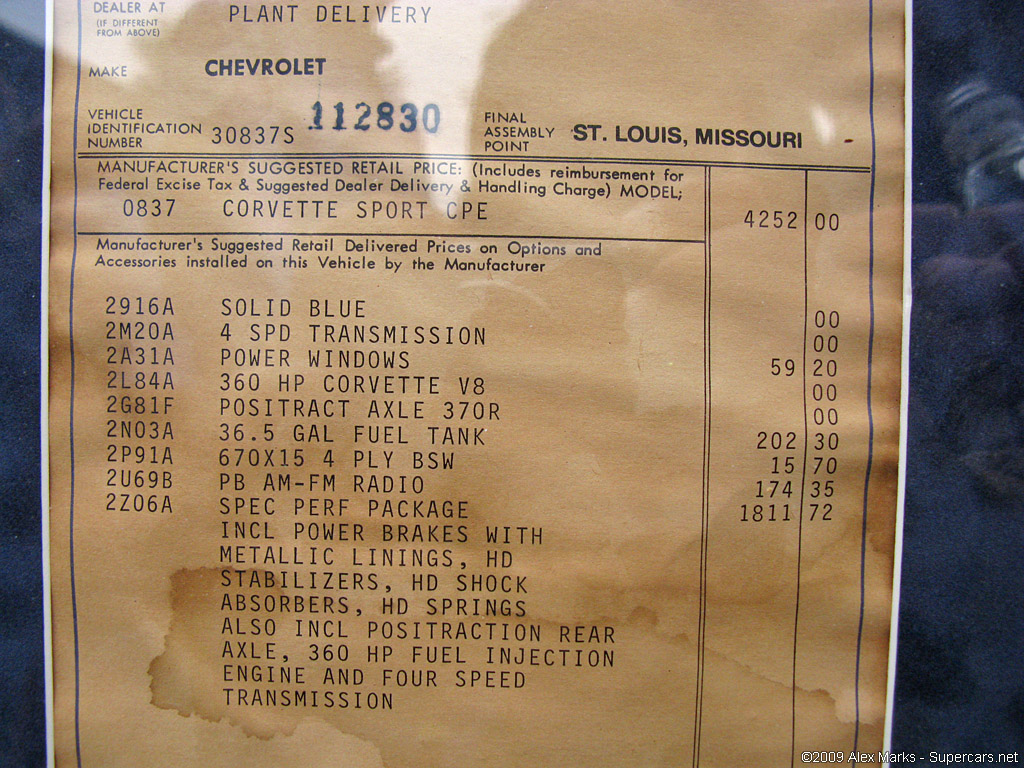 DEALER AT PLANT DELIVERY
(IF DIFFERENT
FROM ABOVE)
MAKE CHEVROLET
VEHICLE
IDENTIFICATION
NUMBER 30837S 112830
FINAL
ASSEMBLY
POINT ST. LOUIS, MISSOURI
MANUFACTURER'S SUGGESTED RETAIL PRICE: (Includes reimbursement for
Federal Excise Tax & Suggested Dealer Delivery & Handling Charge) MODEL;
0837 CORVETTE SPORT CPE 4252 00
Manufacturer's Suggested Retail Delivered Prices on Options and
Accessories installed on this Vehicle by the Manufacturer
2916A SOLID BLUE 00
2M20A 4 SPD TRANSMISSION 00
2A31A POWER WINDOWS 59 20
2L84A 360 HP CORVETTE V8 00
2G81F POSITRACT AXLE 370R 00
2N03A 36.5 GAL FUEL TANK 202 30
2P91A 670X15 4 PLY BSW 15 70
2U69B PB AM-FM RADIO 174 35
2Z06A SPEC PERF PACKAGE 1811 72
INCL POWER BRAKES WITH
METALLIC LININGS, HD
STABILIZERS, HD SHOCK
ABSORBERS, HD SPRINGS
ALSO INCL POSITRACTION REAR
AXLE, 360 HP FUEL INJECTION
ENGINE AND FOUR SPEED
TRANSMISSION
©2009 Alex Marks - Supercars.net